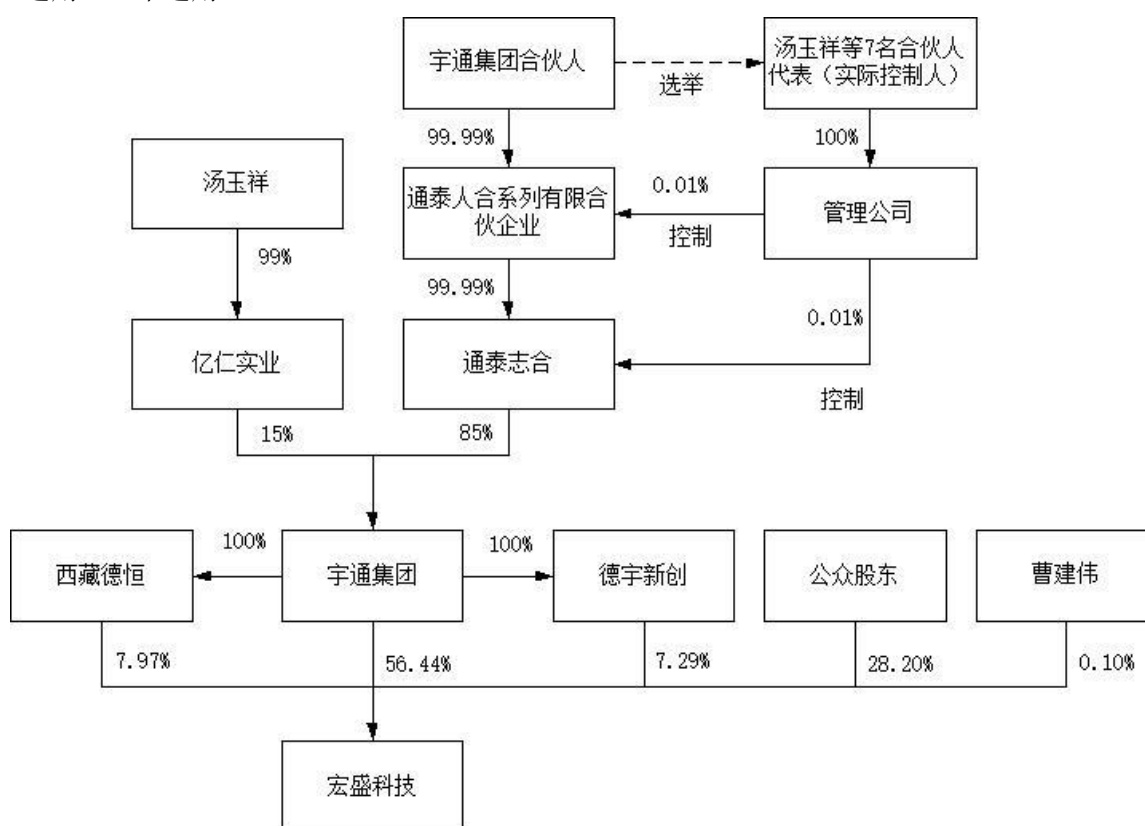 宇通集团合伙人
汤玉祥等7名合伙人
代表（实际控制人）
选举
99.99%
100%
汤玉祥
通泰人合系列有限合
伙企业
0.01%
控制
管理公司
99%
99.99%
0.01%
亿仁实业
通泰志合
控制
15%
85%
西藏德恒
100%
宇通集团
100%
德宇新创
公众股东
曹建伟
7.97%
56.44%
7.29%
28.20%
0.10%
宏盛科技